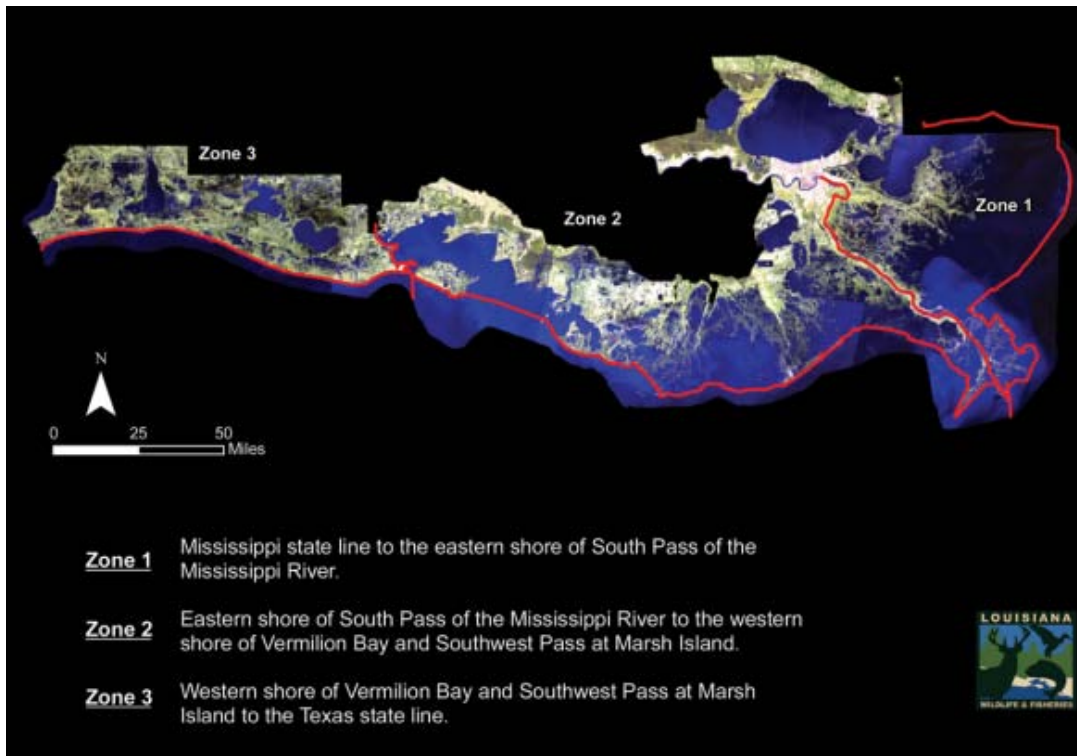 Zone 3
Zone 2
Zone 1
N
0 25 50
Miles
Zone 1 Mississippi state line to the eastern shore of South Pass of the
Mississippi River.
Zone 2 Eastern shore of South Pass of the Mississippi River to the western
shore of Vermilion Bay and Southwest Pass at Marsh Island.
Zone 3 Western shore of Vermilion Bay and Southwest Pass at Marsh
Island to the Texas state line.
LOUISIANA
WILDLIFE & FISHERIES